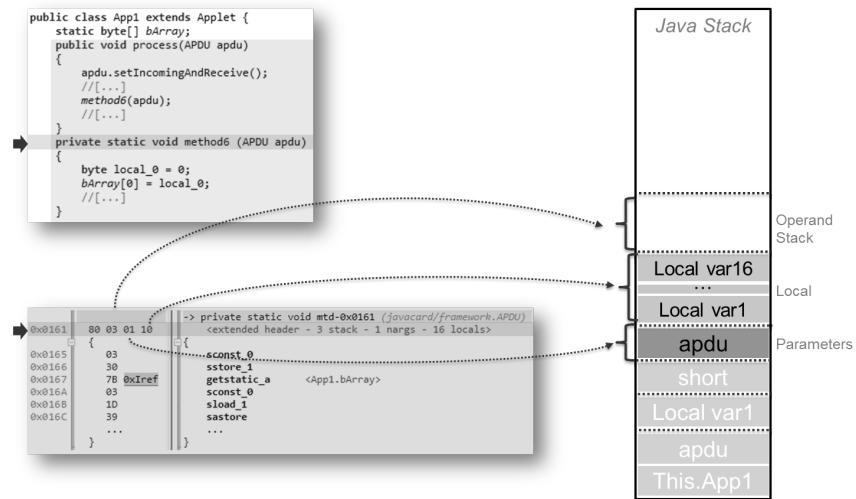 public class App1 extends Applet {
static byte[] bArray;
public void process(APDU apdu)
{
apdu.setIncomingAndReceive();
//[...]
method6(apdu);
//[...]
}
private static void method6 (APDU apdu)
{
byte local_0 = 0;
bArray[0] = local_0;
//[...]
}
-> private static void mtd-0x0161 (javacard/framework.APDU)
0x0161 80 03 01 10 <extended header - 3 stack - 1 nargs - 16 locals>
{ {
0x0165 03 sconst_0
0x0166 30 sstore_1
0x0167 7B 0xIref getstatic_a <App1.bArray>
0x016A 03 sconst_0
0x016B 1D sload_1
0x016C 39 sastore
... ...
} }
Java Stack
Operand
Stack
Local var16
...
Local
Local var1
apdu
Parameters
short
Local var1
apdu
This.App1